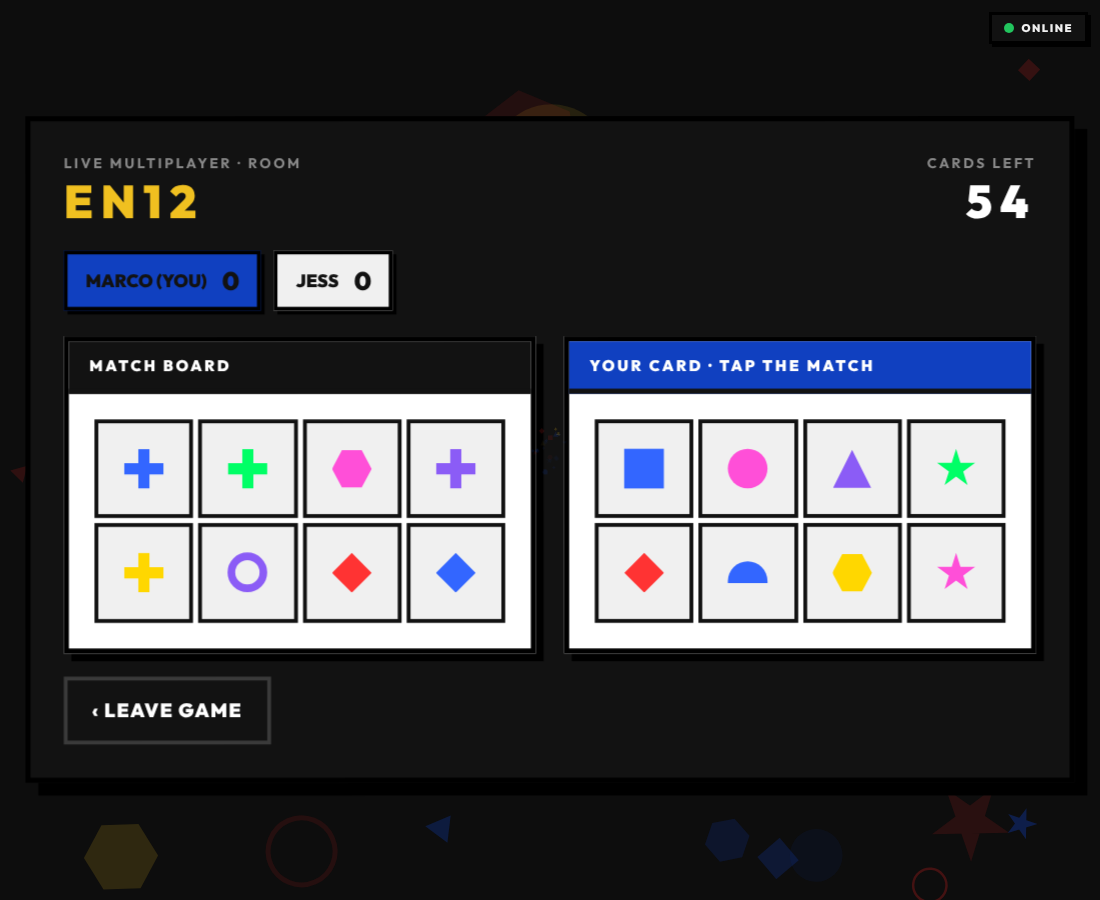 ONLINE
LIVE MULTIPLAYER · ROOM
EN12
CARDS LEFT
54
MARCO (YOU) 0
JESS 0
MATCH BOARD
YOUR CARD · TAP THE MATCH
‹ LEAVE GAME